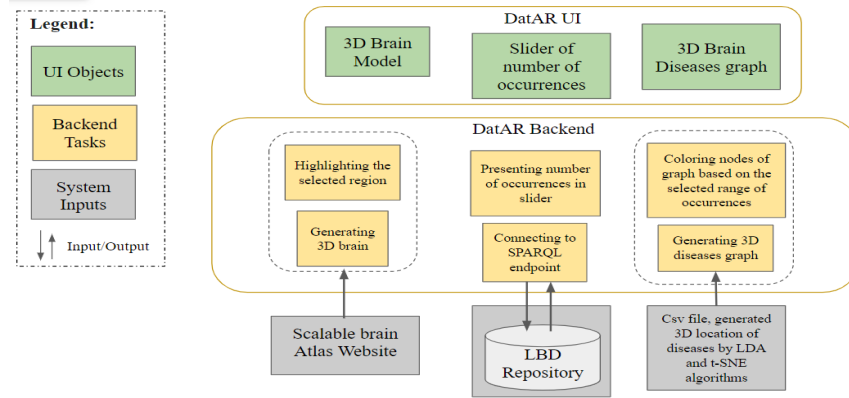 Legend:
UI Objects
Backend
Tasks
System
Inputs
Input/Output
DatAR UI
3D Brain
Model
Slider of
number of
occurrences
3D Brain
Diseases graph
DatAR Backend
Highlighting the
selected region
Generating
3D brain
Presenting number
of occurrences in
slider
Connecting to
SPARQL
endpoint
Coloring nodes of
graph based on the
selected range of
occurrences
Generating 3D
diseases graph
Scalable brain
Atlas Website
LBD
Repository
Csv file, generated
3D location of
diseases by LDA
and t-SNE
algorithms